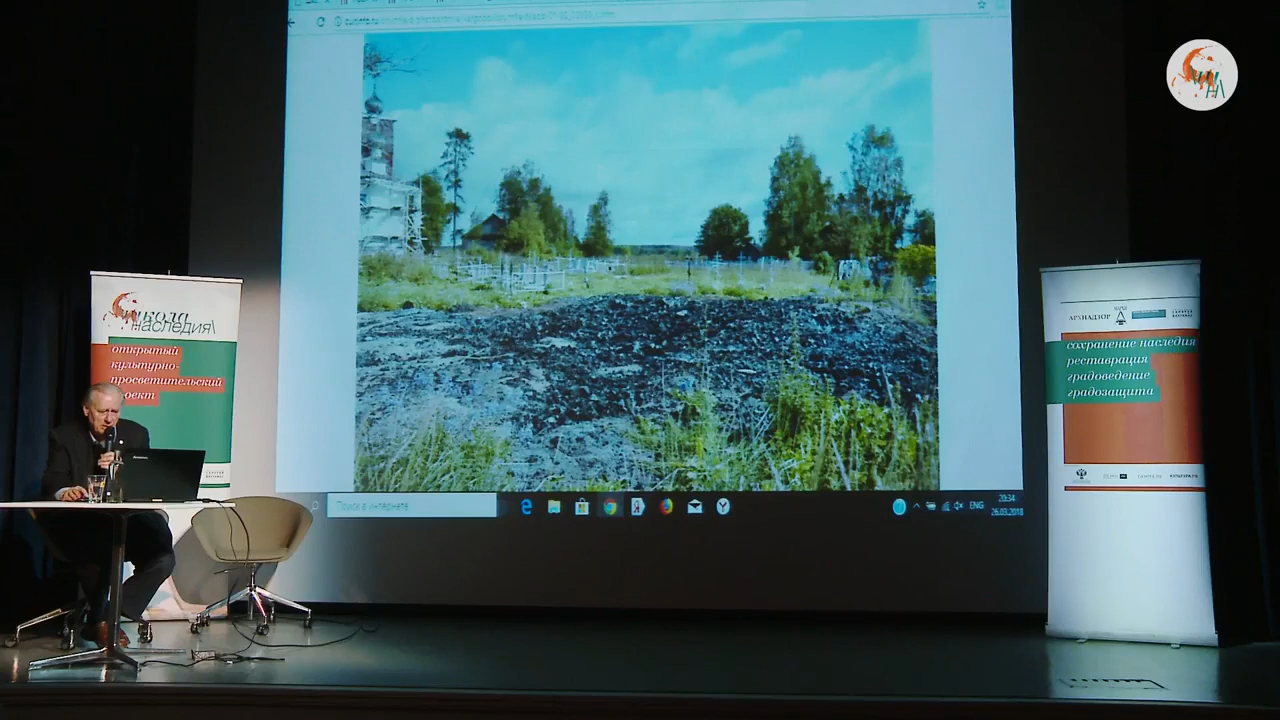 школа
наследия\
открытый
культурно-
просветительский
проект
АРХНАДЗОР
сохранение наследия
реставрация
градоведение
градозащита
Поиск в интернете
ENG
20:34
26.03.2018